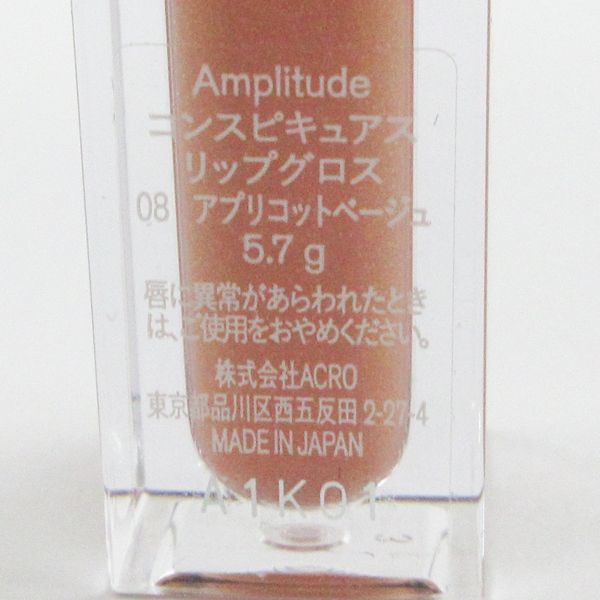 Amplitude
コンスピキュアス
リップグロス
08 アプリコットベージュ
5.7 g
唇に異常があらわれたとき
は、ご使用をおやめください。
株式会社ACRO
東京都品川区西五反田2-27-4
MADE IN JAPAN
A1K01